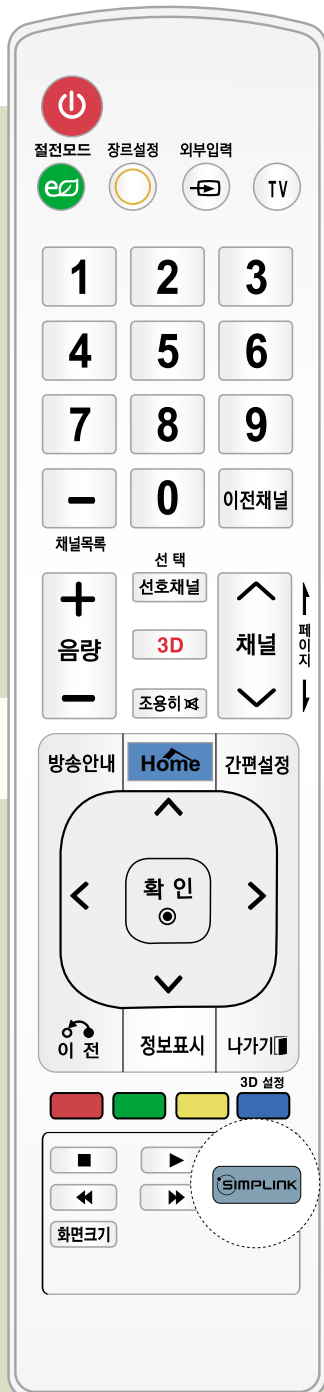 절전모드 장르설정 외부입력
TV
1 2 3
4 5 6
7 8 9
- 0 이전채널
채널목록
선 택
선호채널
+
음량
-
3D
조용히
채널
페이지
방송안내 Home 간편설정
확 인
이 전 정보표시 나가기
3D 설정
SIMPLINK
화면크기